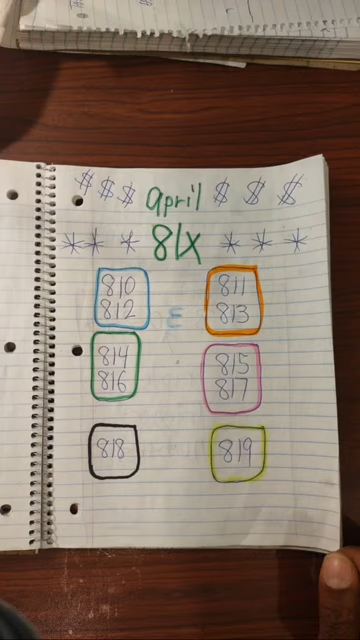 $ $ $ april $ $ $
*** 81x ***
810 811
812 E 813
814 815
816 817
818 819